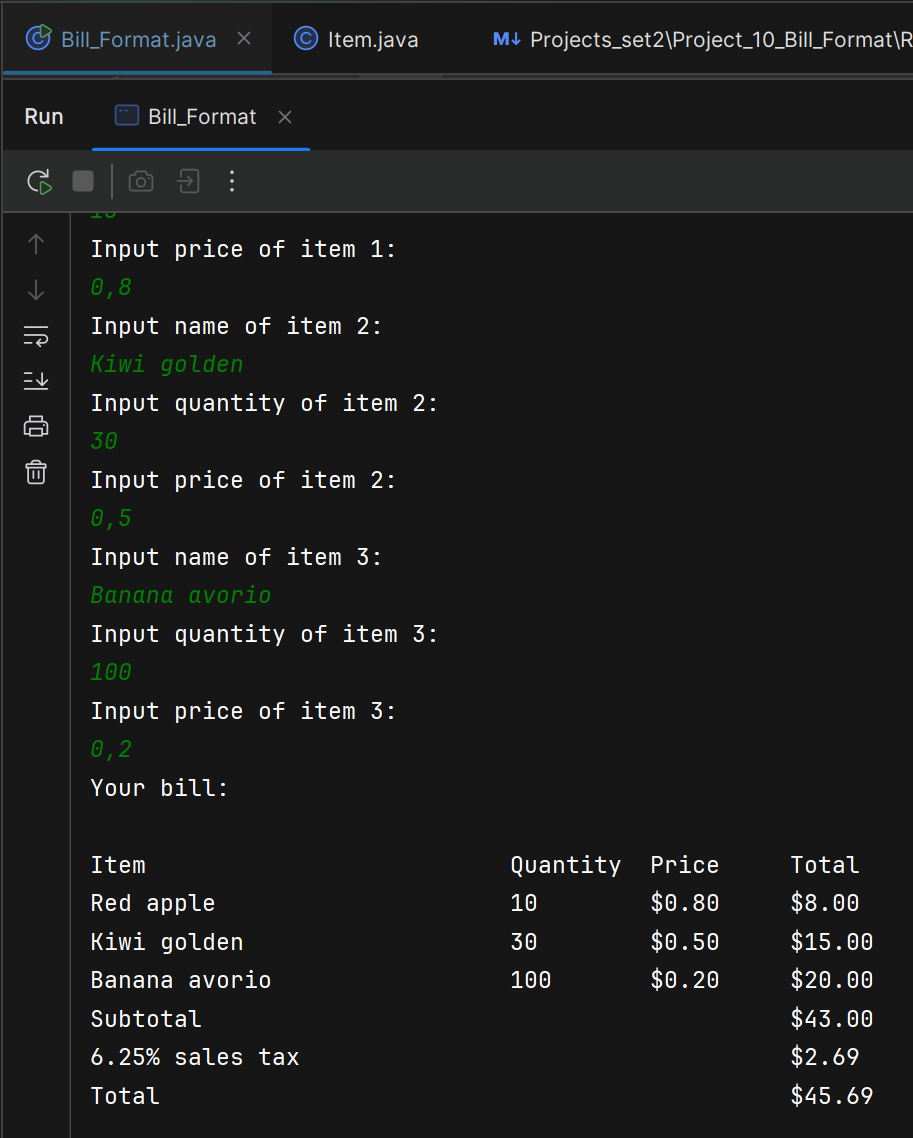 Bill_Format.java Item.java M↓ Projects_set2\Project_10_Bill_Format\R
Run Bill_Format
10
Input price of item 1:
0,8
Input name of item 2:
Kiwi golden
Input quantity of item 2:
30
Input price of item 2:
0,5
Input name of item 3:
Banana avorio
Input quantity of item 3:
100
Input price of item 3:
0,2
Your bill:
Item Quantity Price Total
Red apple 10 $0.80 $8.00
Kiwi golden 30 $0.50 $15.00
Banana avorio 100 $0.20 $20.00
Subtotal $43.00
6.25% sales tax $2.69
Total $45.69